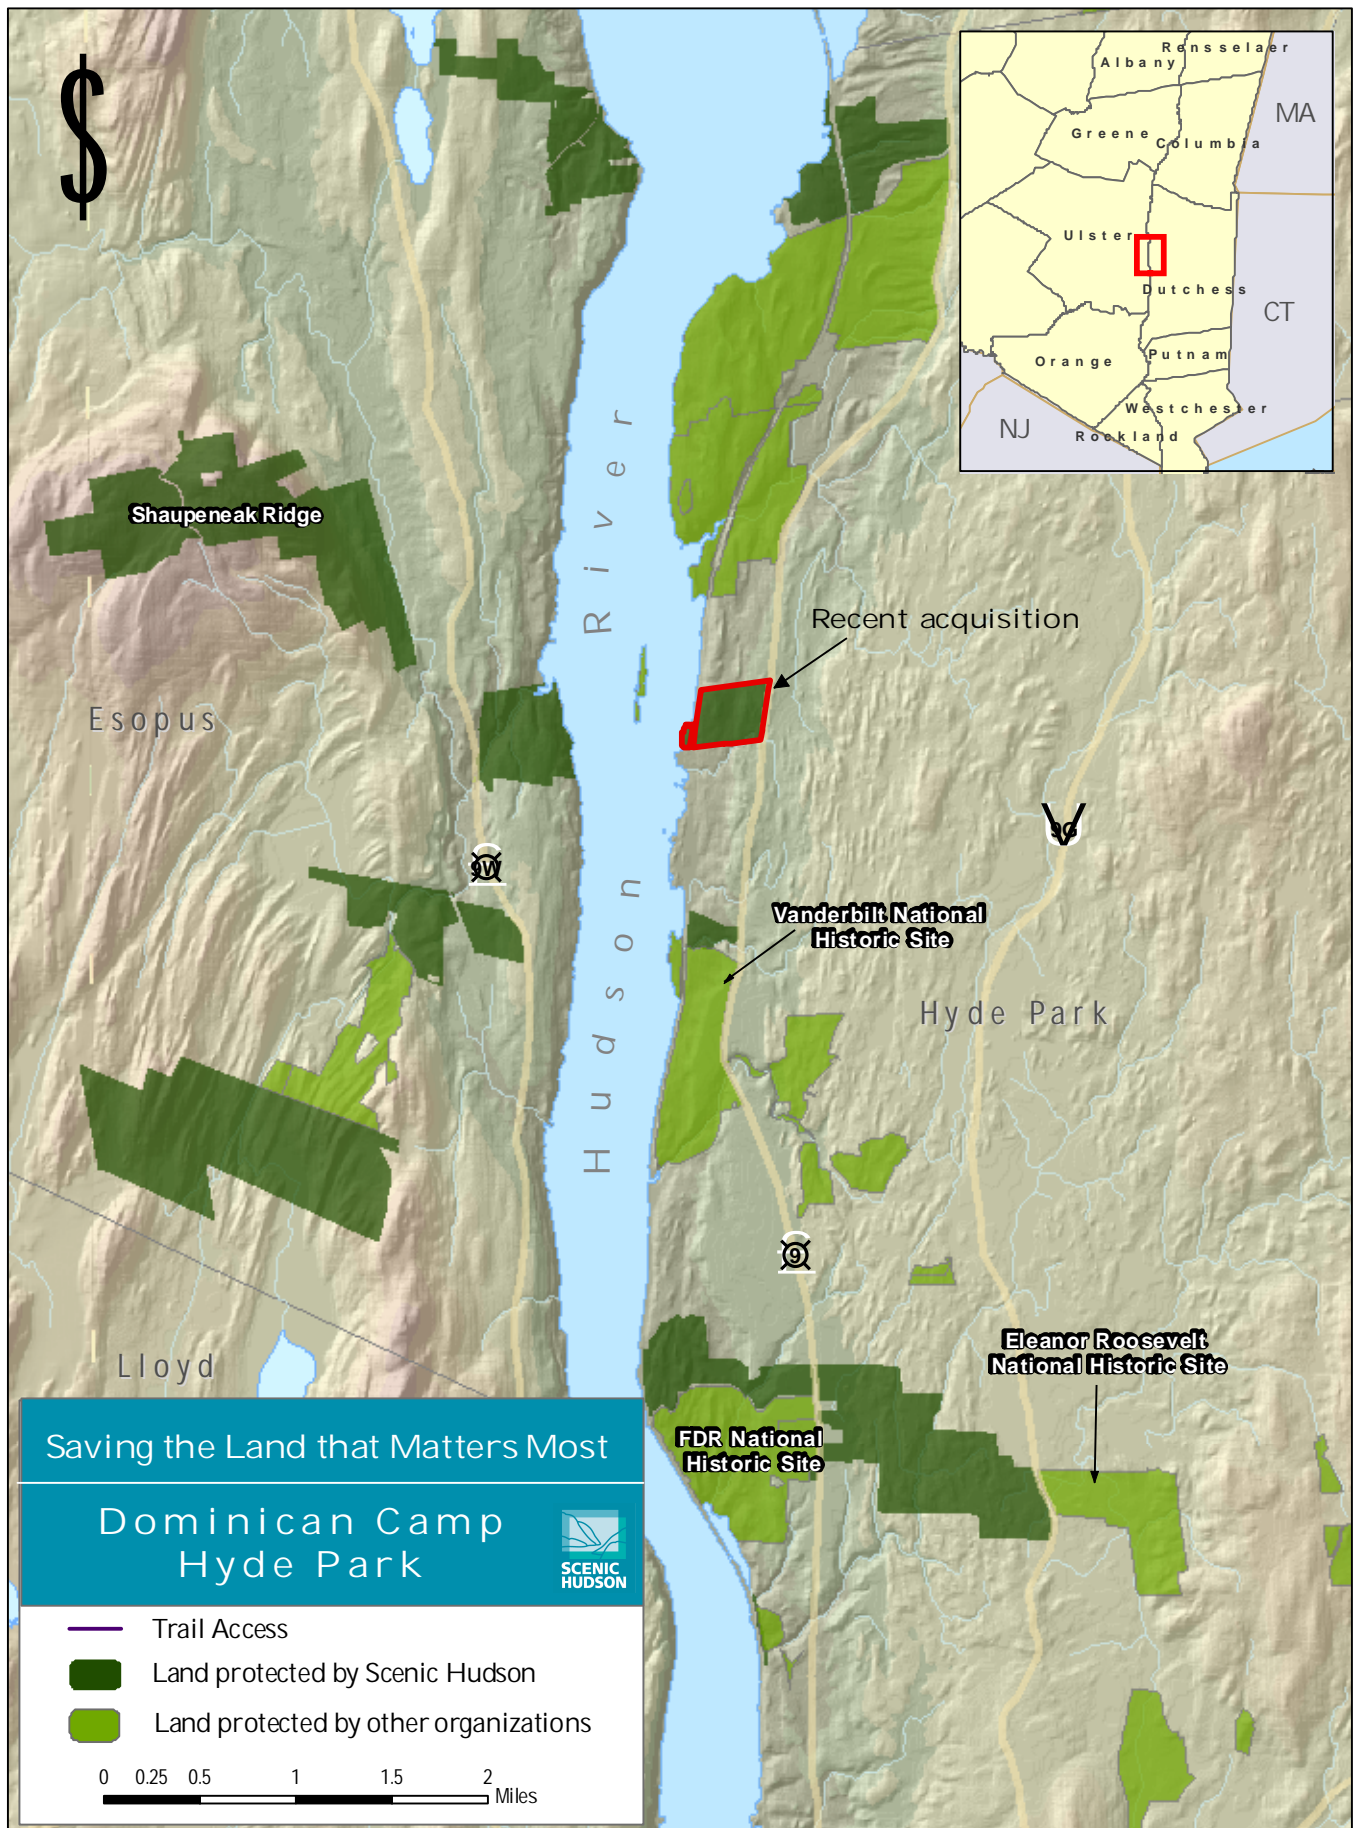 $
Rensselaer
Albany
MA
Greene
Columbia
Ulster
Dutchess
CT
Orange
Putnam
Westchester
NJ
Rockland
Shaupeneak Ridge
Hudson River
Recent acquisition
Esopus
9G
9W
Vanderbilt National
Historic Site
Hyde Park
9
Eleanor Roosevelt
National Historic Site
Lloyd
FDR National
Historic Site
Saving the Land that Matters Most
Dominican Camp
Hyde Park
SCENIC
HUDSON
Trail Access
Land protected by Scenic Hudson
Land protected by other organizations
0 0.25 0.5 1 1.5 2
Miles